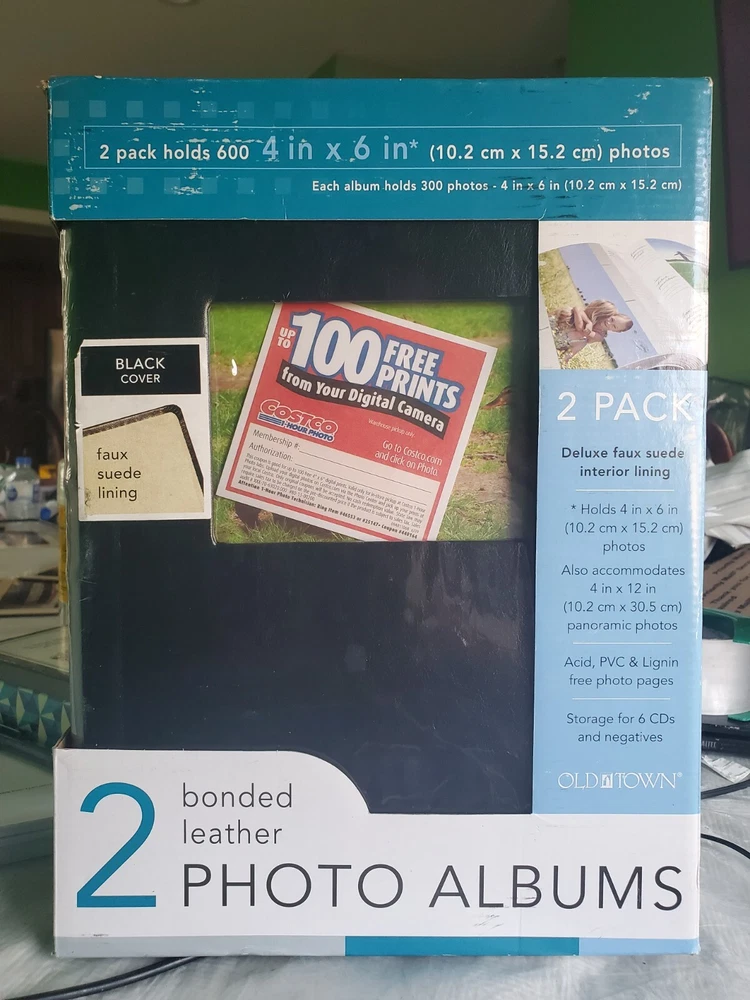 2 pack holds 600 4 in x 6 in* (10.2 cm x 15.2 cm) photos
Each album holds 300 photos - 4 in x 6 in (10.2 cm x 15.2 cm)
BLACK
COVER
faux
suede
lining
UP
TO
100 FREE
PRINTS
from Your Digital Camera
Warehouse pickup only
COSTCO
1-HOUR PHOTO
Go to Costco.com
and click on Photo.
Membership #:
Authorization:
2 PACK
Deluxe faux suede
interior lining
* Holds 4 in x 6 in
(10.2 cm x 15.2 cm)
photos
Also accommodates
4 in x 12 in
(10.2 cm x 30.5 cm)
panoramic photos
Acid, PVC & Lignin
free photo pages
Storage for 6 CDs
and negatives
OLD TOWN®
2
bonded
leather
PHOTO ALBUMS